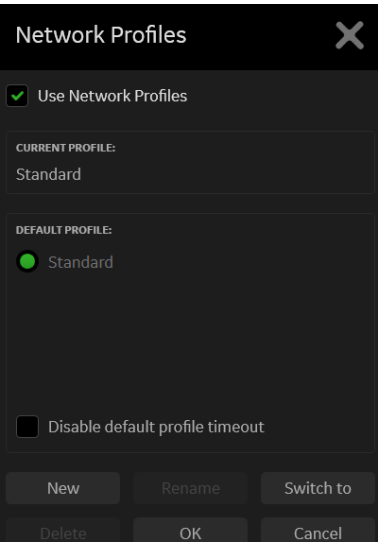 Network Profiles
Use Network Profiles
CURRENT PROFILE:
Standard
DEFAULT PROFILE:
Standard
Disable default profile timeout
New Rename Switch to
Delete OK Cancel